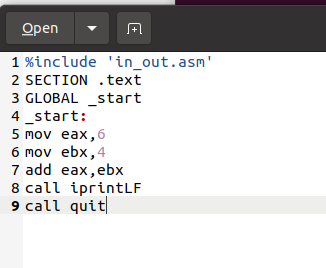 Open
1 %include 'in_out.asm'
2 SECTION .text
3 GLOBAL _start
4 _start:
5 mov eax,6
6 mov ebx,4
7 add eax,ebx
8 call iprintLF
9 call quit